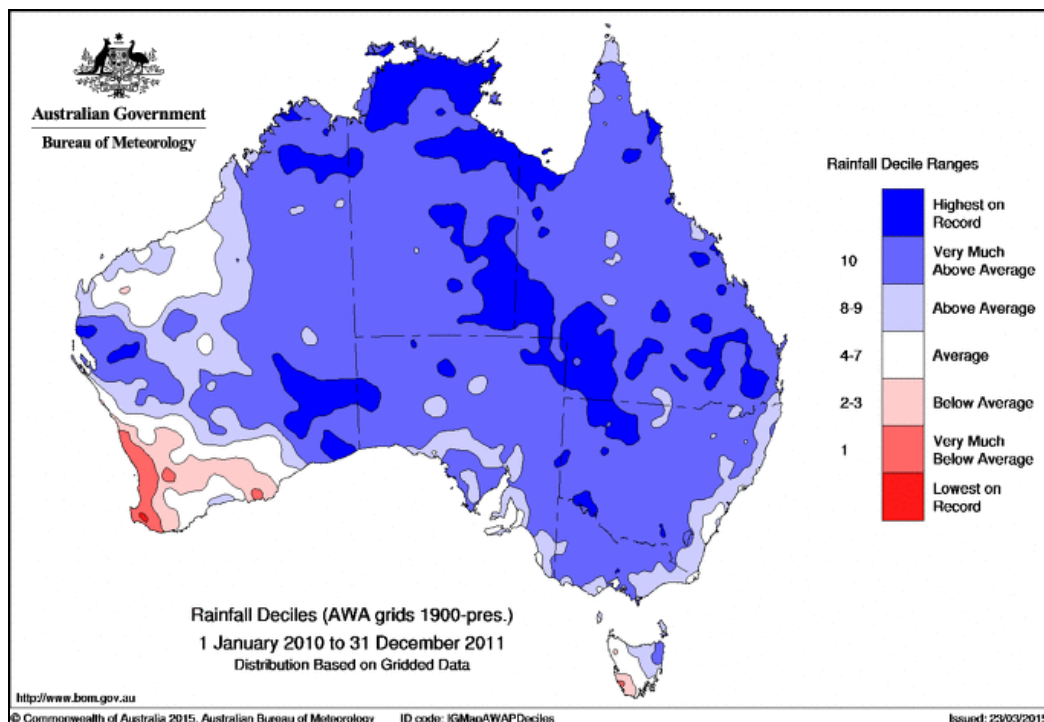 Australian Government
Bureau of Meteorology
Rainfall Decile Ranges
Highest on
Record
10
Very Much
Above Average
8-9
Above Average
4-7
Average
2-3
Below Average
1
Very Much
Below Average
Lowest on
Record
Rainfall Deciles (AWA grids 1900-pres.)
1 January 2010 to 31 December 2011
Distribution Based on Gridded Data
http://www.bom.gov.au
© Commonwealth of Australia 2015, Australian Bureau of Meteorology ID code: IGMapAWAPDeciles Issued: 23/03/2015